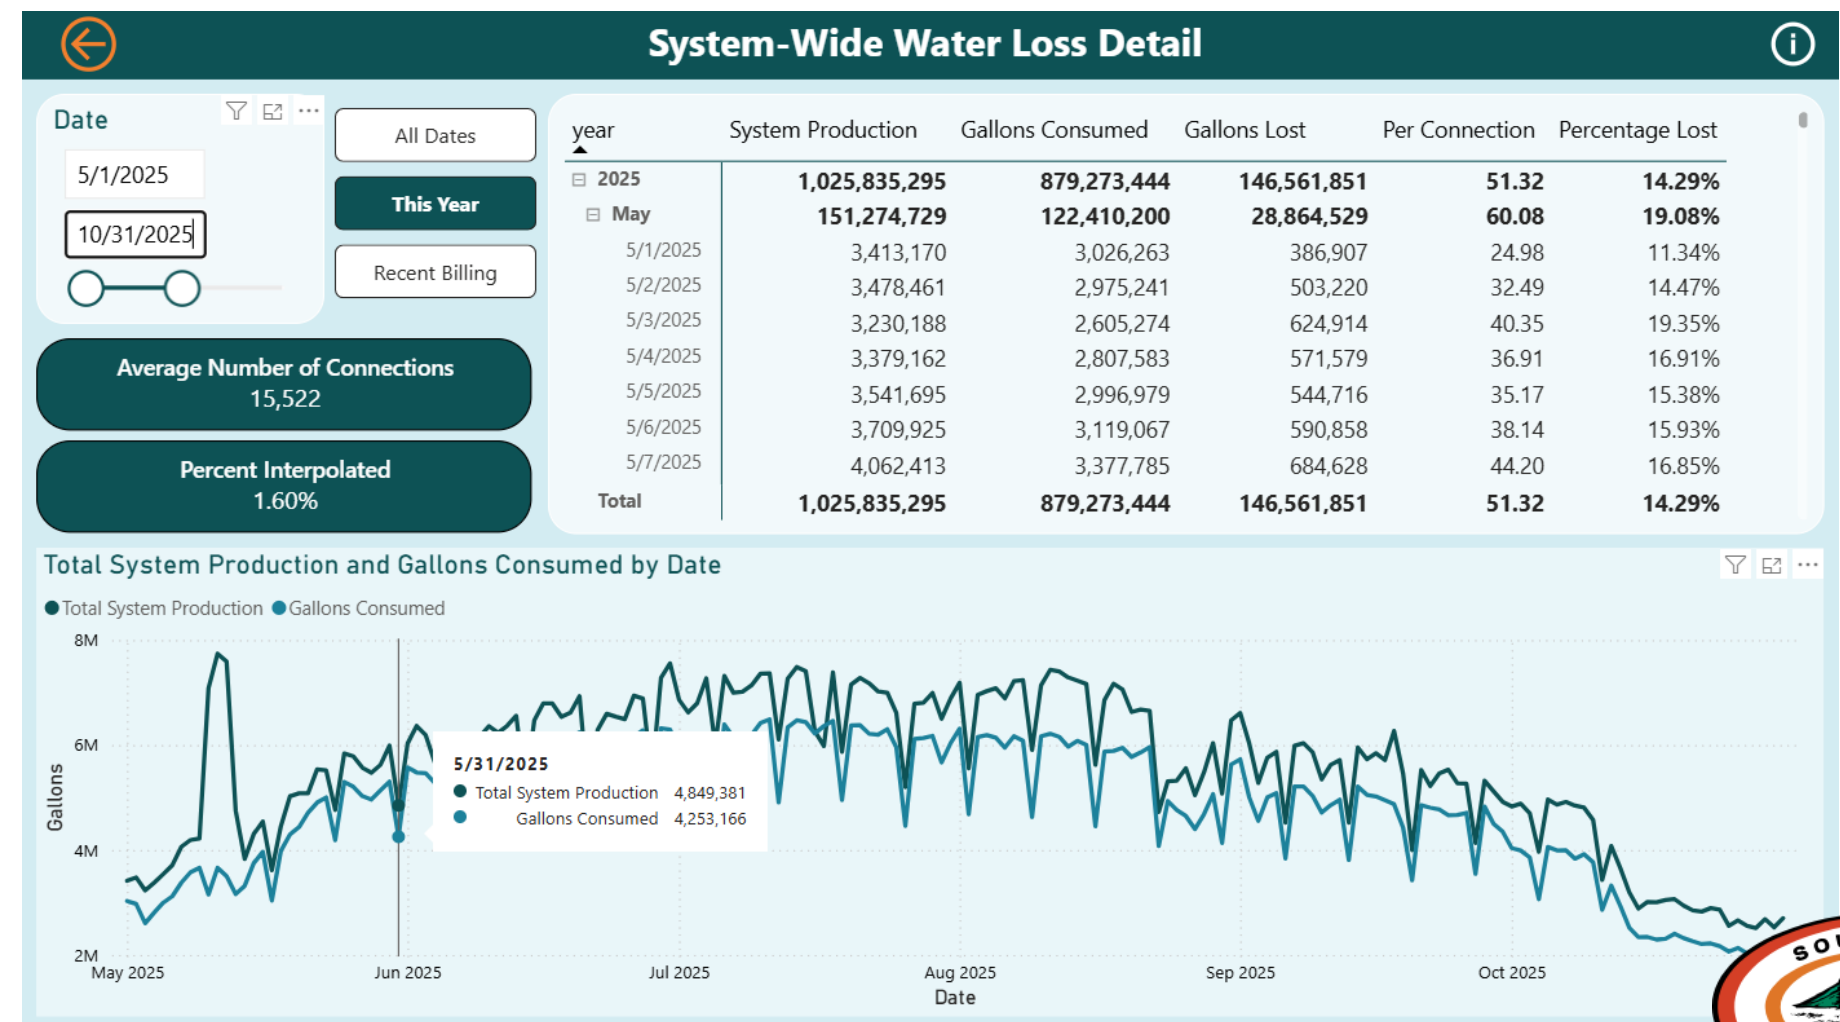 System-Wide Water Loss Detail
Date
5/1/2025
10/31/2025
All Dates
This Year
Recent Billing
Average Number of Connections
15,522
Percent Interpolated
1.60%
year System Production Gallons Consumed Gallons Lost Per Connection Percentage Lost
2025 1,025,835,295 879,273,444 146,561,851 51.32 14.29%
May 151,274,729 122,410,200 28,864,529 60.08 19.08%
5/1/2025 3,413,170 3,026,263 386,907 24.98 11.34%
5/2/2025 3,478,461 2,975,241 503,220 32.49 14.47%
5/3/2025 3,230,188 2,605,274 624,914 40.35 19.35%
5/4/2025 3,379,162 2,807,583 571,579 36.91 16.91%
5/5/2025 3,541,695 2,996,979 544,716 35.17 15.38%
5/6/2025 3,709,925 3,119,067 590,858 38.14 15.93%
5/7/2025 4,062,413 3,377,785 684,628 44.20 16.85%
Total 1,025,835,295 879,273,444 146,561,851 51.32 14.29%
Total System Production and Gallons Consumed by Date
Total System Production Gallons Consumed
8M
6M
4M
2M
Gallons
5/31/2025
Total System Production 4,849,381
Gallons Consumed 4,253,166
May 2025 Jun 2025 Jul 2025 Aug 2025 Sep 2025 Oct 2025
Date